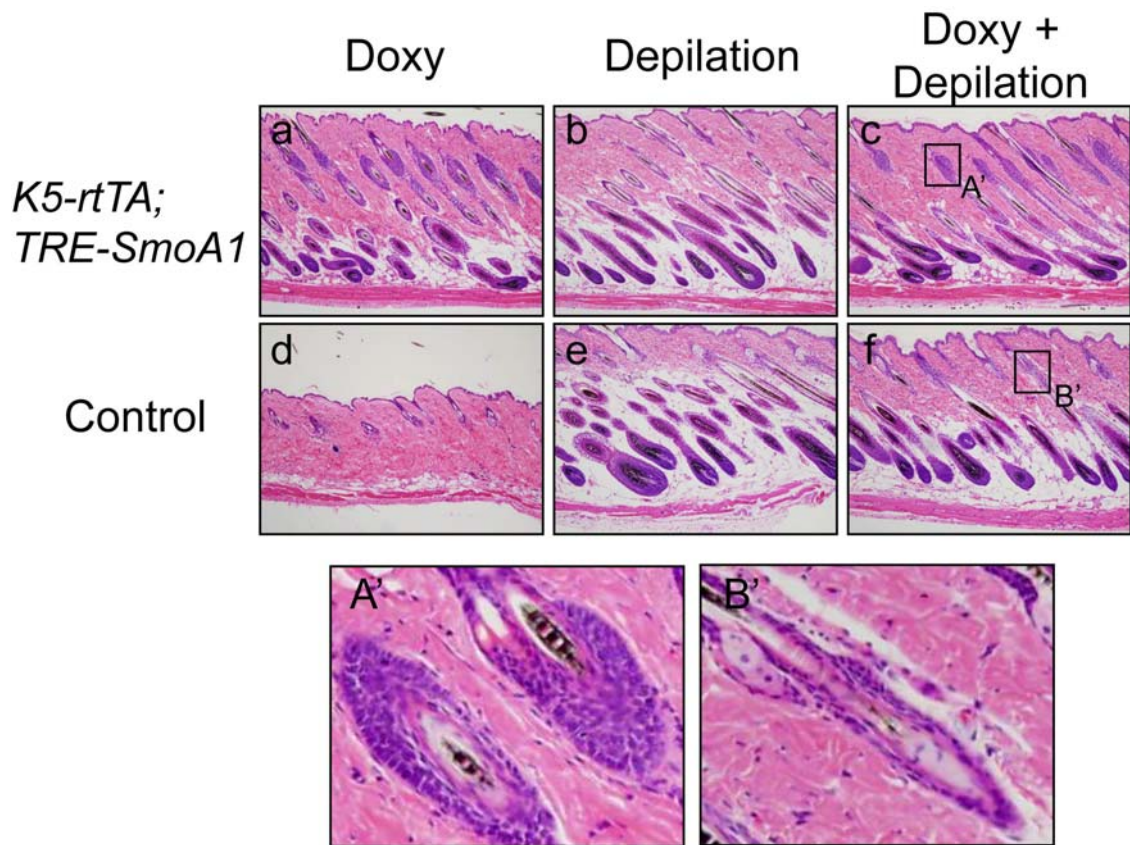 Doxy
Depilation
Doxy +
Depilation
K5-rtTA;
TRE-SmoA1
a
b
c
A’
Control
d
e
f
B’
A’
B’